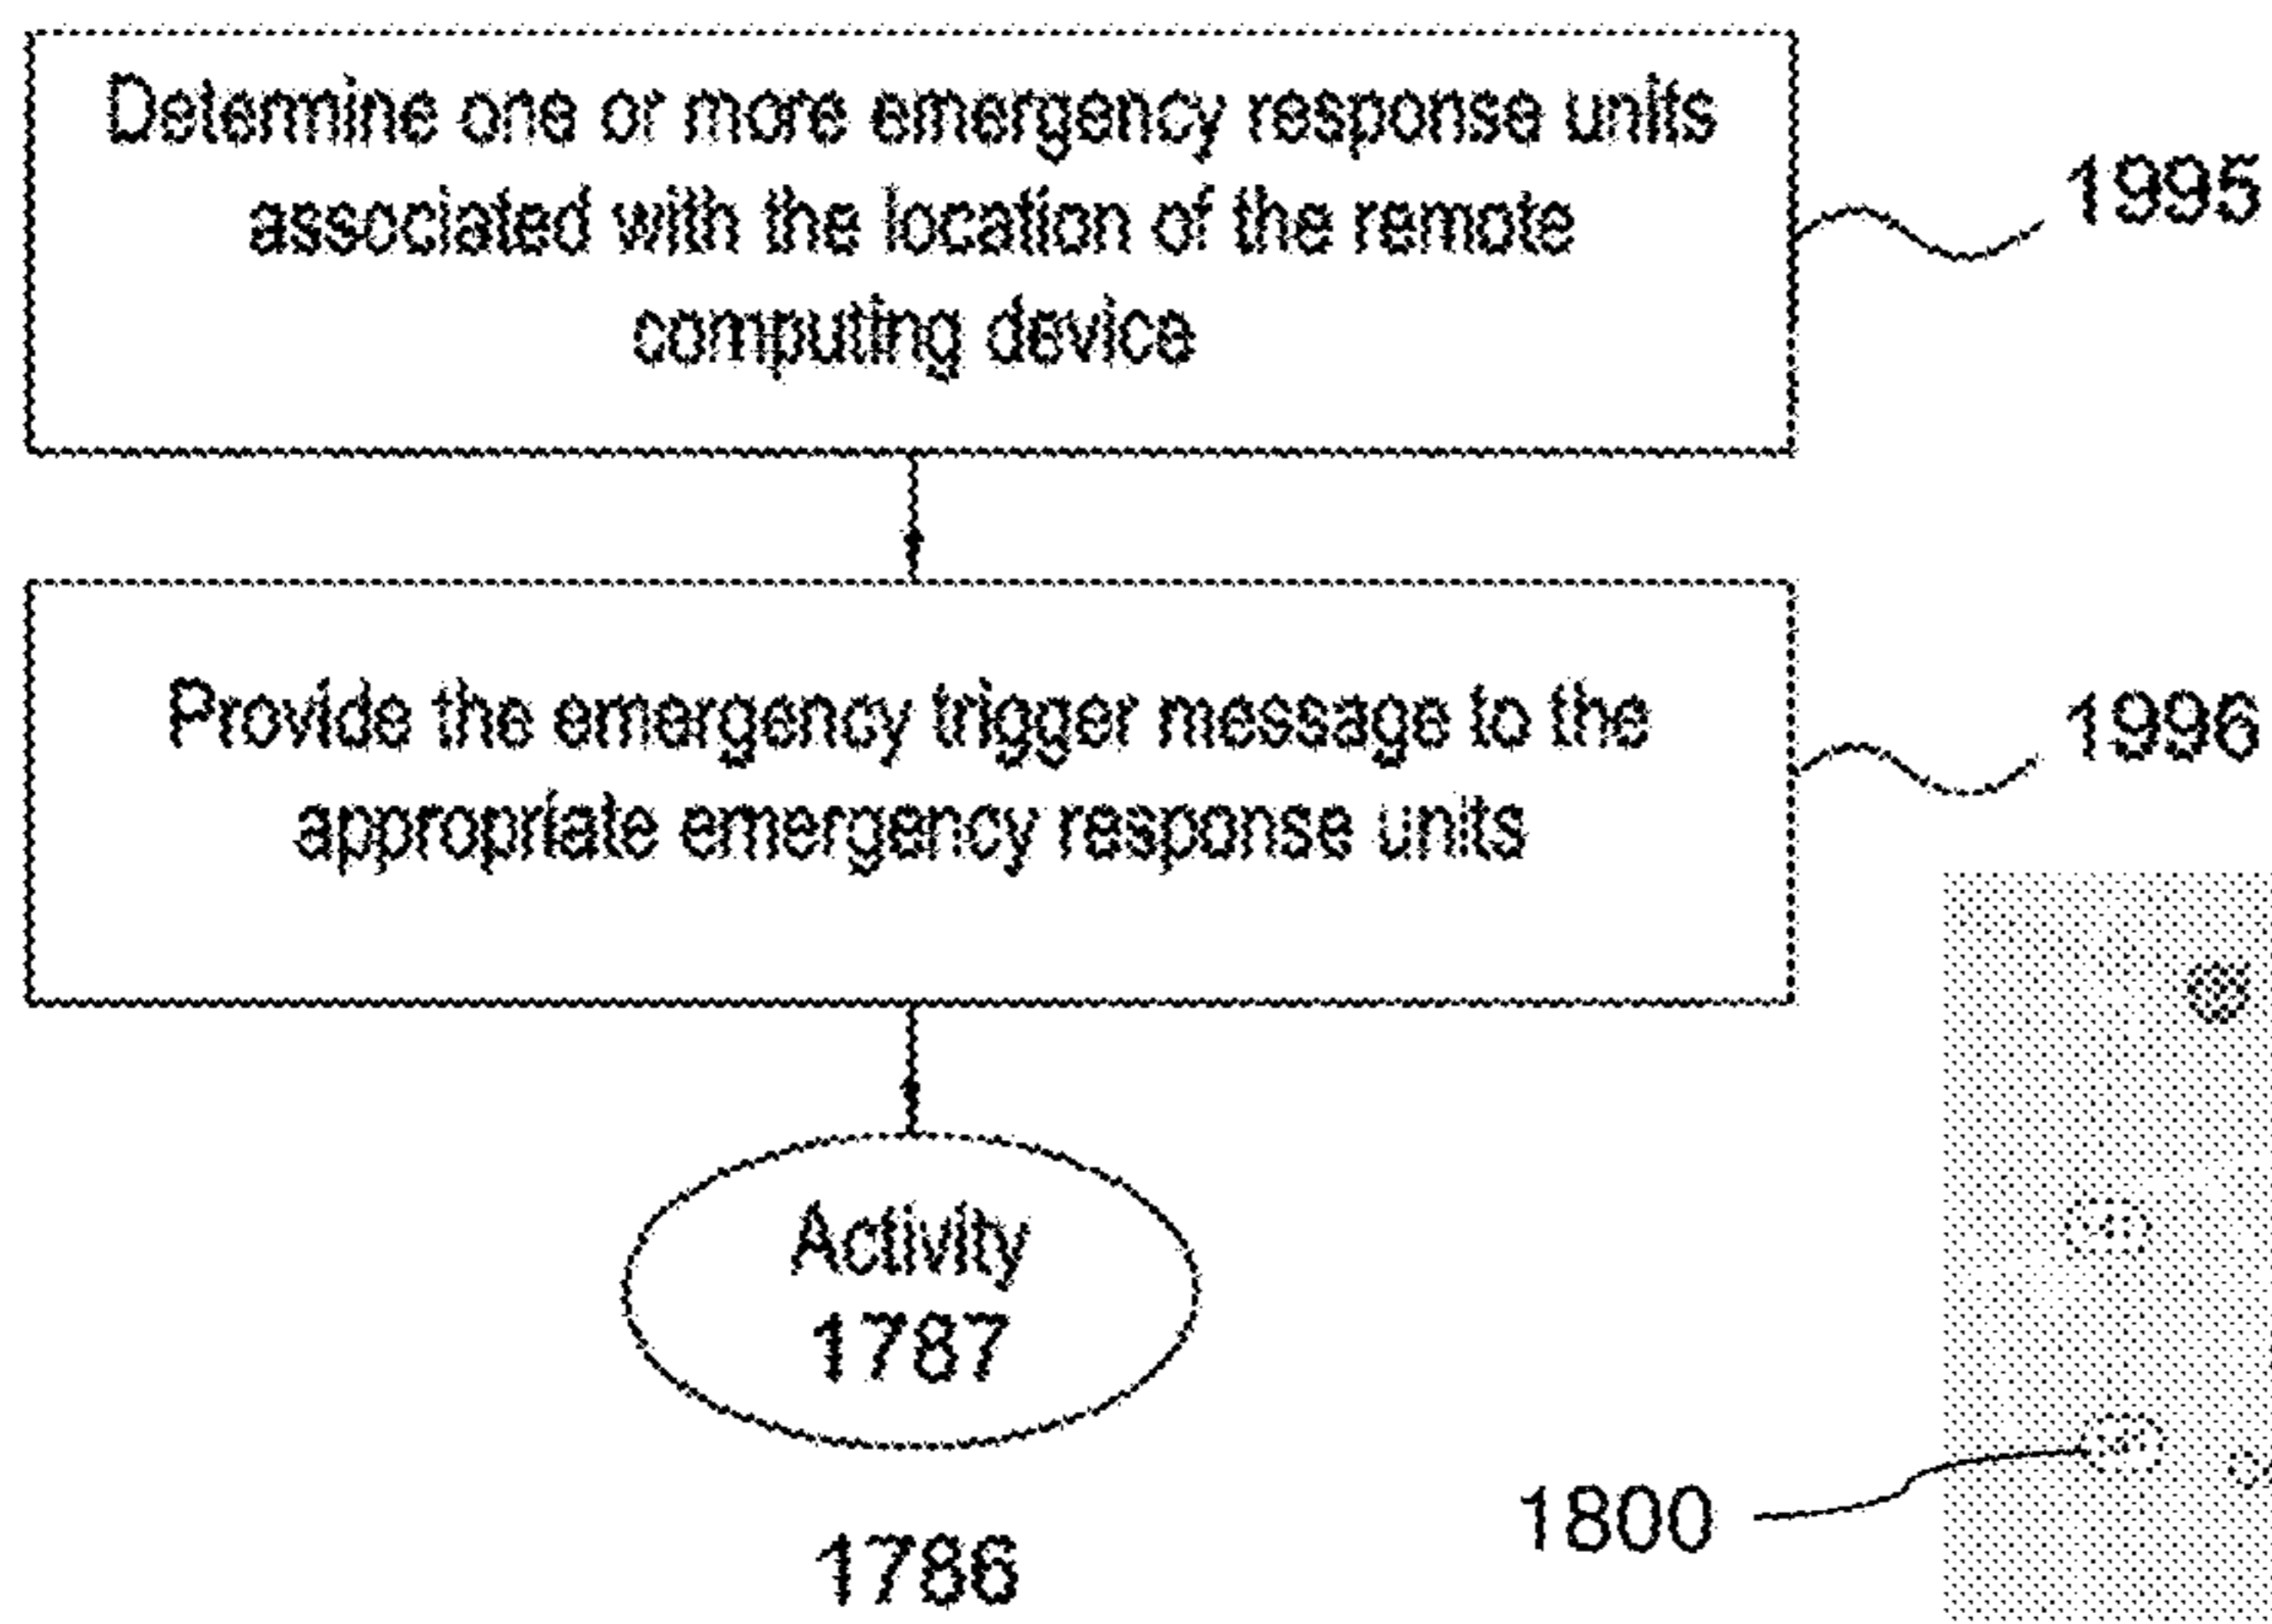 Determine one or more emergency response units
associated with the location of the remote
computing device
1995
Provide the emergency trigger message to the
appropriate emergency response units
1996
Activity
1787
1786
1800